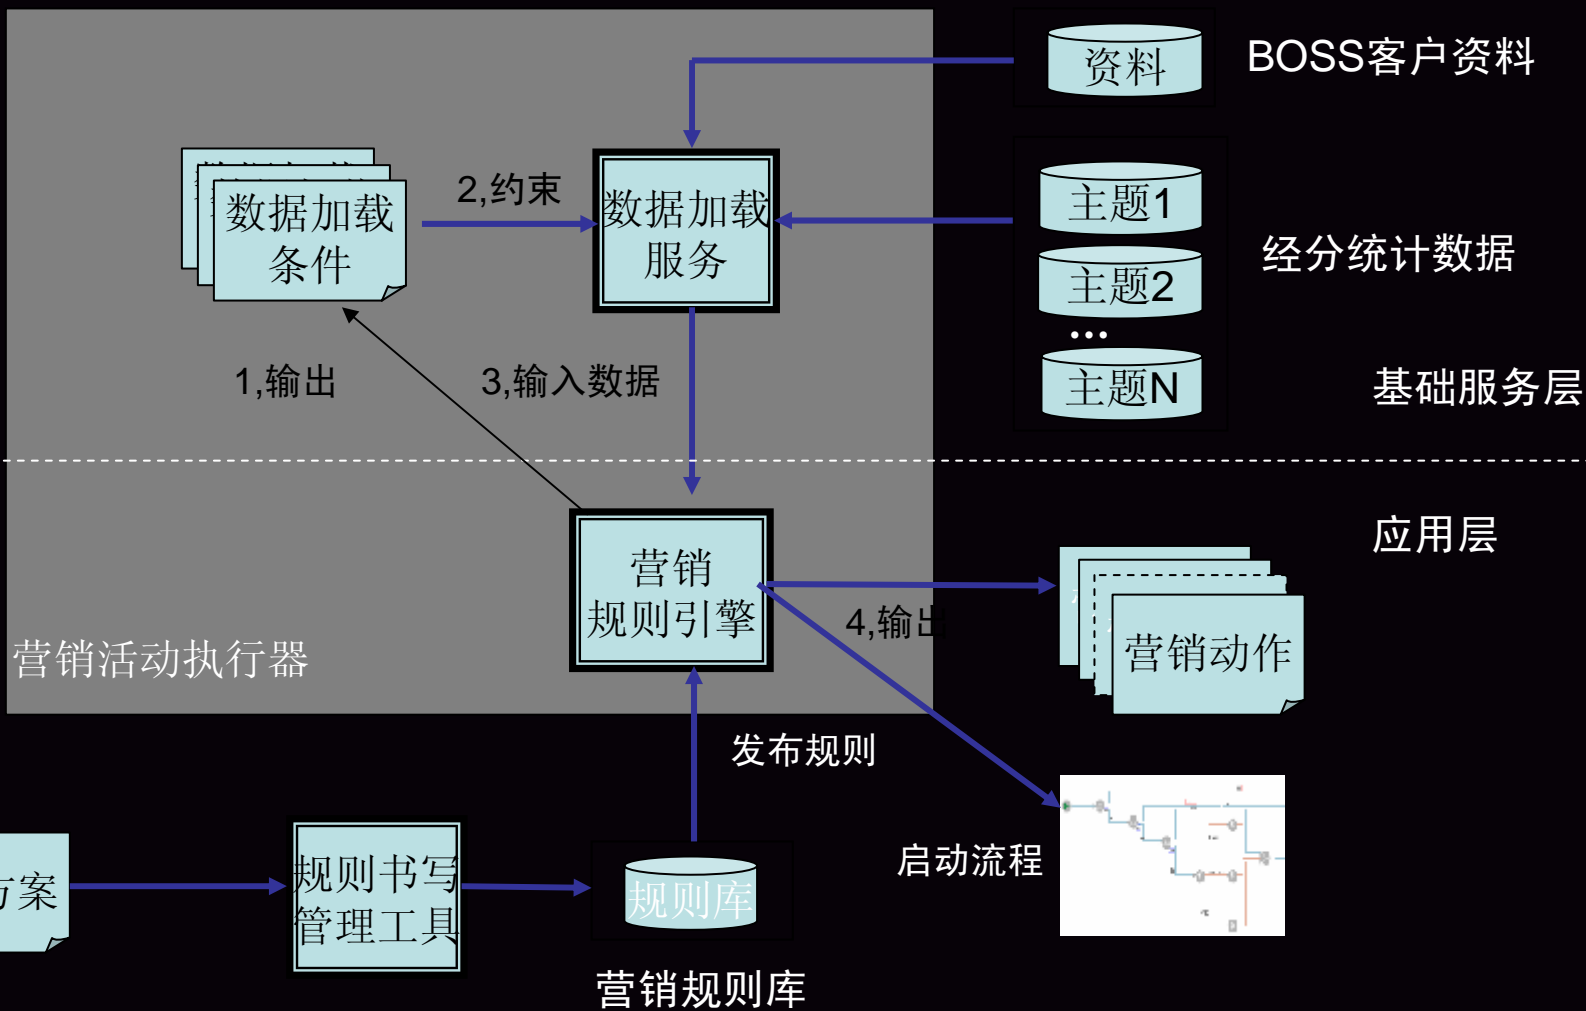 资料
BOSS客户资料
数据加载
条件
2,约束
数据加载
服务
主题1
主题2
...
主题N
经分统计数据
1,输出
3,输入数据
基础服务层
应用层
营销
规则引擎
4,输出
营销动作
营销活动执行器
发布规则
启动流程
方案
规则书写
管理工具
规则库
营销规则库